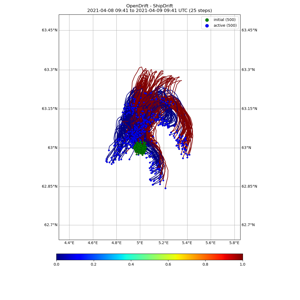 OpenDrift - ShipDrift
2021-04-08 09:41 to 2021-04-09 09:41 UTC (25 steps)
initial (500)
active (500)
63.45°N 63.45°N
63.3°N 63.3°N
63.15°N 63.15°N
63°N 63°N
62.85°N 62.85°N
62.7°N 62.7°N
4.4°E 4.6°E 4.8°E 5°E 5.2°E 5.4°E 5.6°E 5.8°E
0.0 0.2 0.4 0.6 0.8 1.0